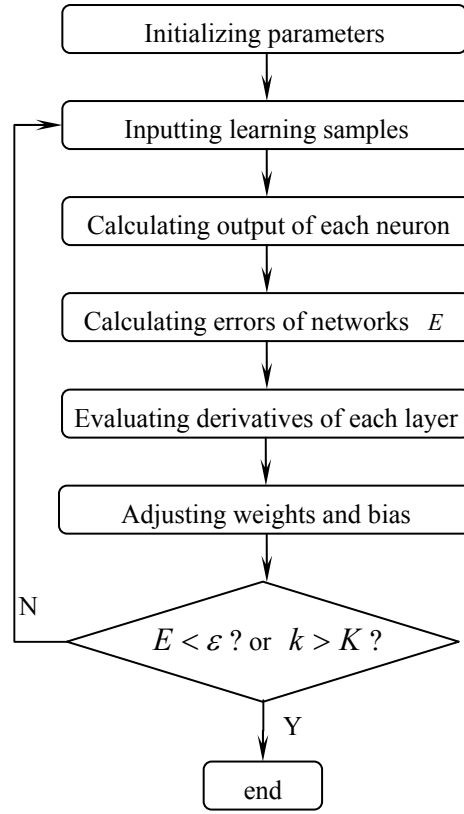 Initializing parameters
Inputting learning samples
Calculating output of each neuron
Calculating errors of networks E
Evaluating derivatives of each layer
Adjusting weights and bias
N
E < ε ? or k > K ?
Y
end